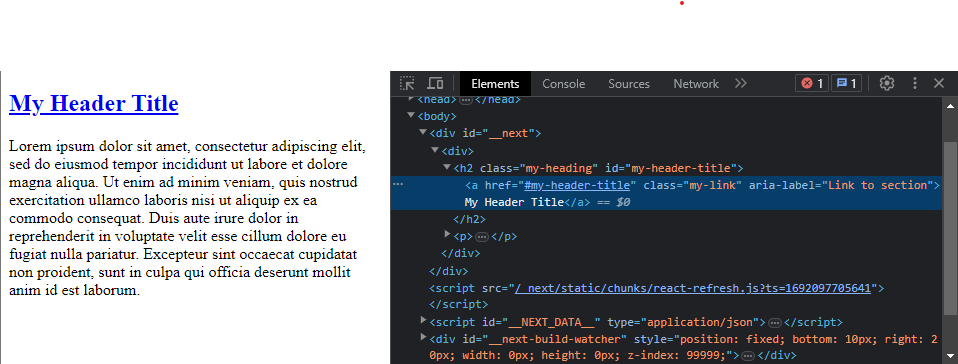 My Header Title
Lorem ipsum dolor sit amet, consectetur adipiscing elit,
sed do eiusmod tempor incididunt ut labore et dolore
magna aliqua. Ut enim ad minim veniam, quis nostrud
exercitation ullamco laboris nisi ut aliquip ex ea
commodo consequat. Duis aute irure dolor in
reprehenderit in voluptate velit esse cillum dolore eu
fugiat nulla pariatur. Excepteur sint occaecat cupidatat
non proident, sunt in culpa qui officia deserunt mollit
anim id est laborum.
Elements Console Sources Network 1 1
<head>…</head>
<body>
<div id="__next">
<div>
<h2 class="my-heading" id="my-header-title">
<a href="#my-header-title" class="my-link" aria-label="Link to section">
My Header Title</a> == $0
</h2>
<p>…</p>
</div>
</div>
<script src="/_next/static/chunks/react-refresh.js?ts=1692097705641">
</script>
<script id="__NEXT_DATA__" type="application/json">…</script>
<div id="__next-build-watcher" style="position: fixed; bottom: 10px; right: 2
0px; width: 0px; height: 0px; z-index: 99999;">…</div>